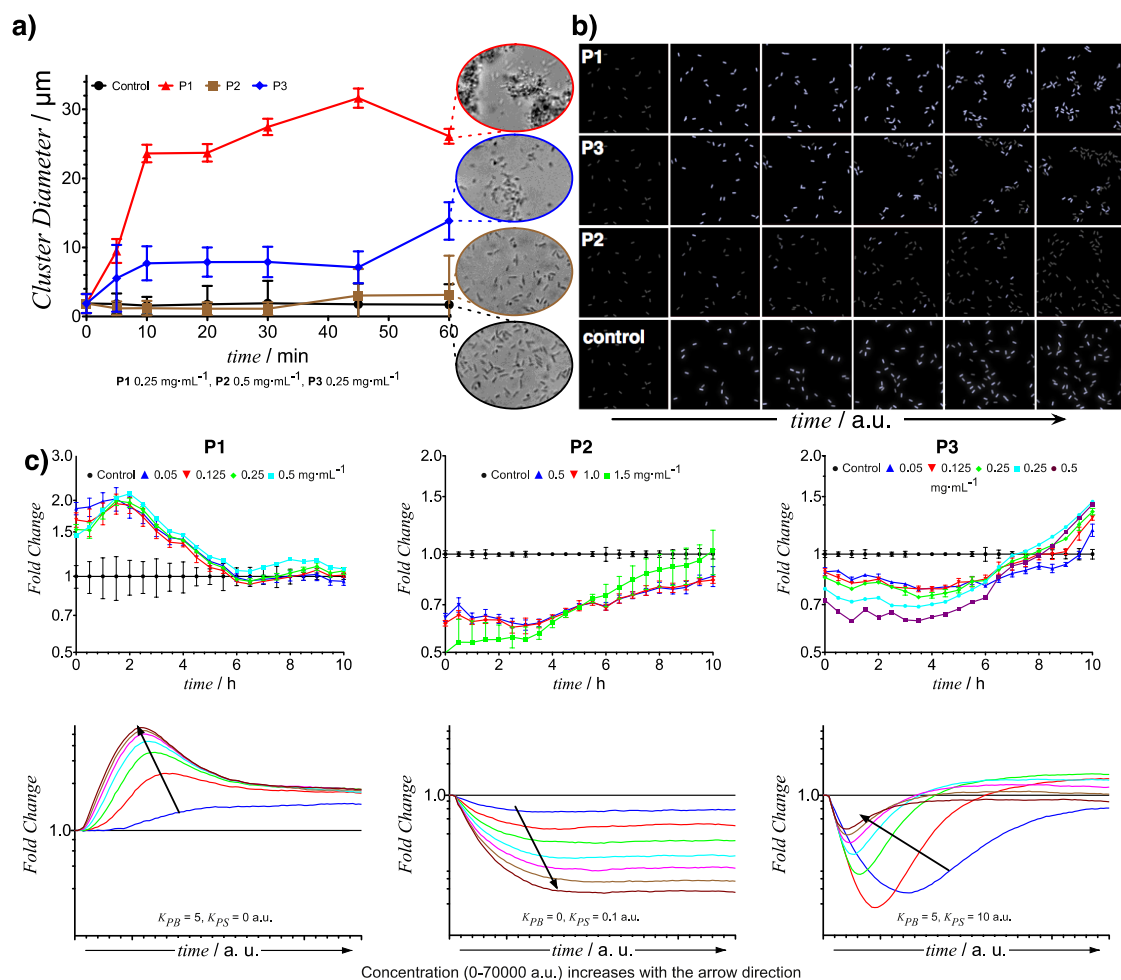 a)
Control P1 P2 P3
Cluster Diameter / µm
30
20
10
0
0 10 20 30 40 50 60
time / min
P1 0.25 mg·mL⁻¹, P2 0.5 mg·mL⁻¹, P3 0.25 mg·mL⁻¹
b)
P1
P3
P2
control
time / a.u.
c)
P1
Control 0.05 0.125 0.25 0.5 mg·mL⁻¹
Fold Change
3.0
2.0
1.5
1
0.7
0.5
0 2 4 6 8 10
time / h
P2
Control 0.5 1.0 1.5 mg·mL⁻¹
Fold Change
2.0
1.5
1.0
0.7
0.5
0 2 4 6 8 10
time / h
P3
Control 0.05 0.125 0.25 0.25 0.5
mg·mL⁻¹
Fold Change
2.0
1.5
1
0.7
0.5
0 2 4 6 8 10
time / h
Fold Change
1.0
K_PB = 5, K_PS = 0 a.u.
time / a. u.
Fold Change
1.0
K_PB = 0, K_PS = 0.1 a.u.
time / a. u.
Fold Change
1.0
K_PB = 5, K_PS = 10 a.u.
time / a. u.
Concentration (0-70000 a.u.) increases with the arrow direction